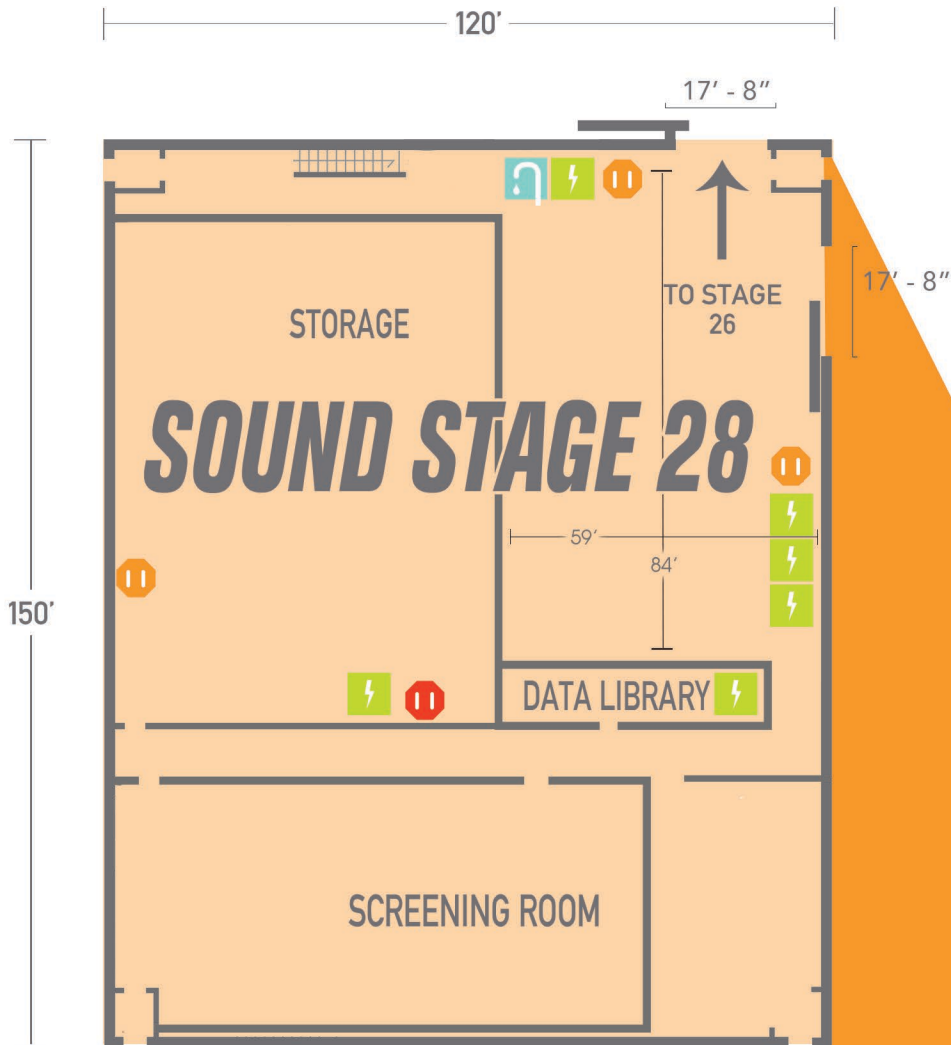 120'
17' - 8"
17' - 8"
TO STAGE
26
STORAGE
SOUND STAGE 28
59'
84'
150'
DATA LIBRARY
SCREENING ROOM